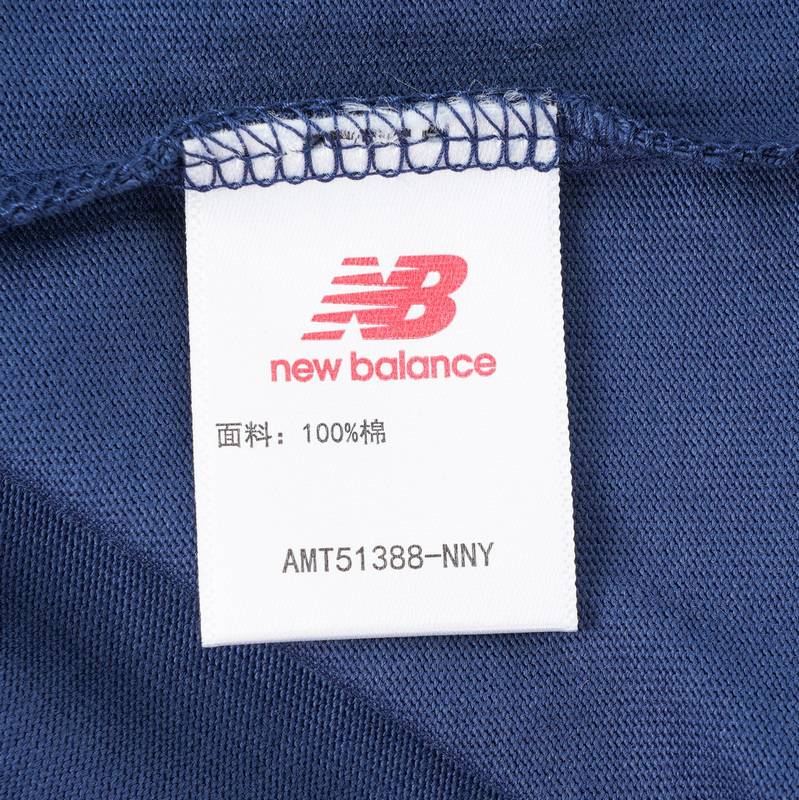 NB
new balance
面料：100%棉
AMT51388-NNY